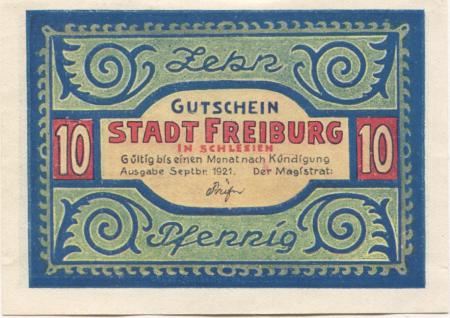 Zehn
GUTSCHEIN
10 STADT FREIBURG 10
IN SCHLESIEN
Gültig bis einen Monat nach Kündigung
Ausgabe Septbr. 1921. Der Magistrat:
Pfennig